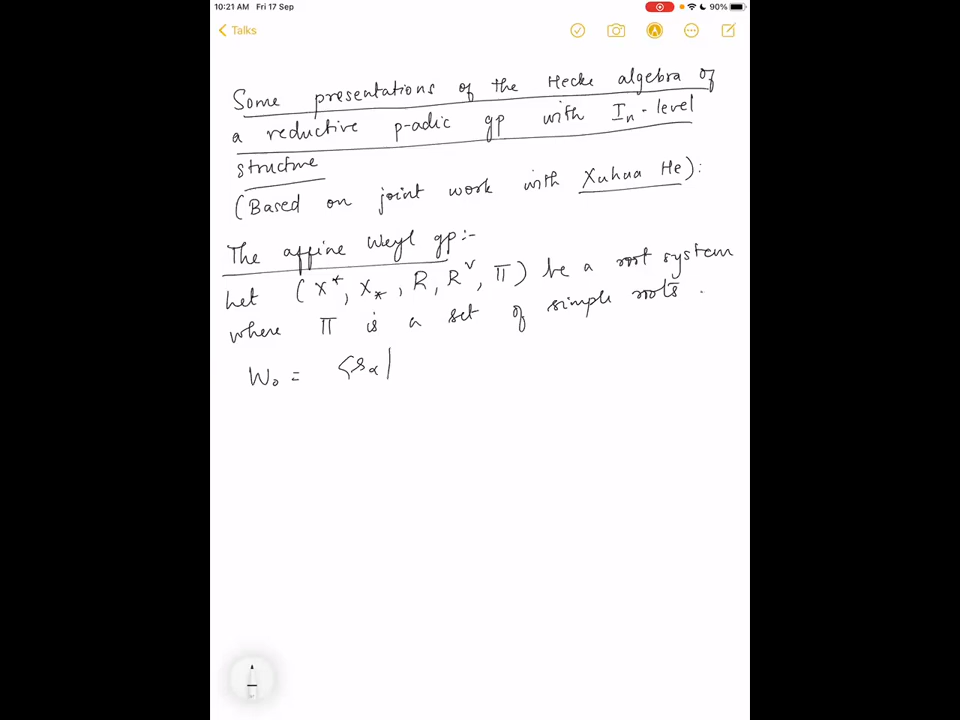 10:21 AM Fri 17 Sep 90%
Talks
Some presentations of the Hecke algebra of
a reductive p-adic gp with Iₙ-level
structure
(Based on joint work with Xuhua He):
The affine Weyl gp:-
Let (X*, X_*, R, R^∨, Π) be a root system
where Π is a set of simple roots.
W₀ = <s_α |